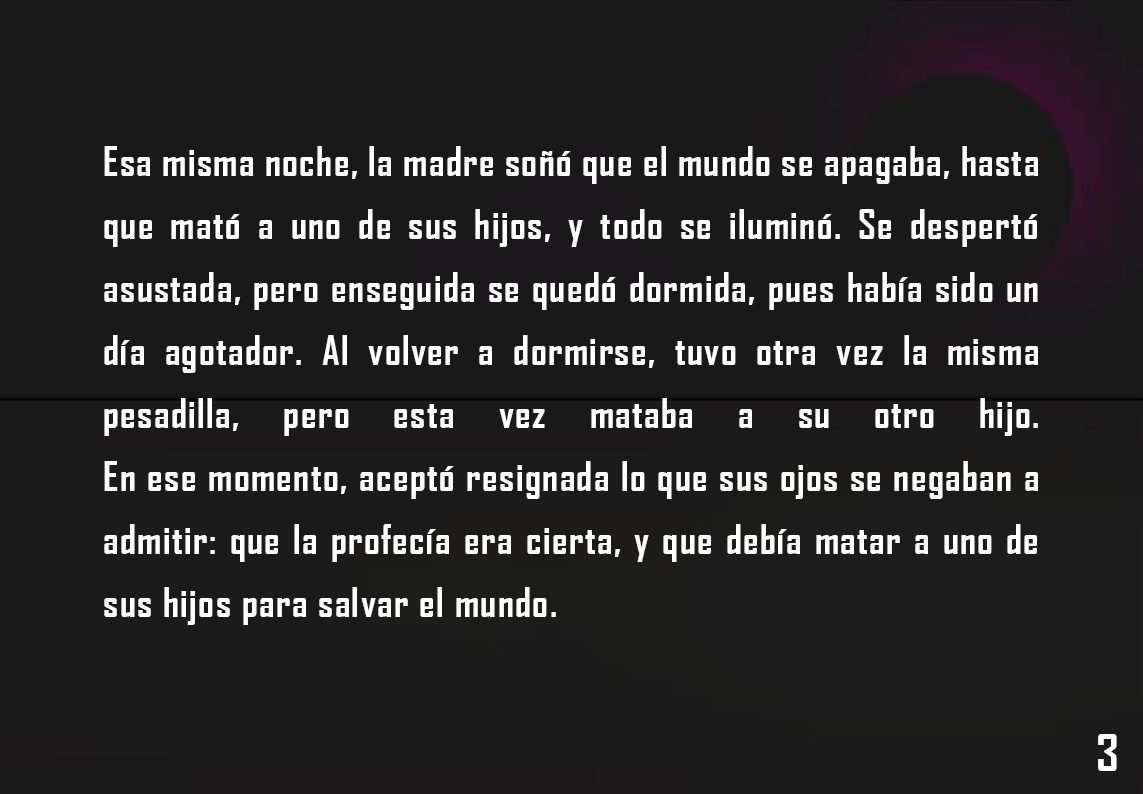 Esa misma noche, la madre soñó que el mundo se apagaba, hasta
que mató a uno de sus hijos, y todo se iluminó. Se despertó
asustada, pero enseguida se quedó dormida, pues había sido un
día agotador. Al volver a dormirse, tuvo otra vez la misma
pesadilla, pero esta vez mataba a su otro hijo.
En ese momento, aceptó resignada lo que sus ojos se negaban a
admitir: que la profecía era cierta, y que debía matar a uno de
sus hijos para salvar el mundo.
3